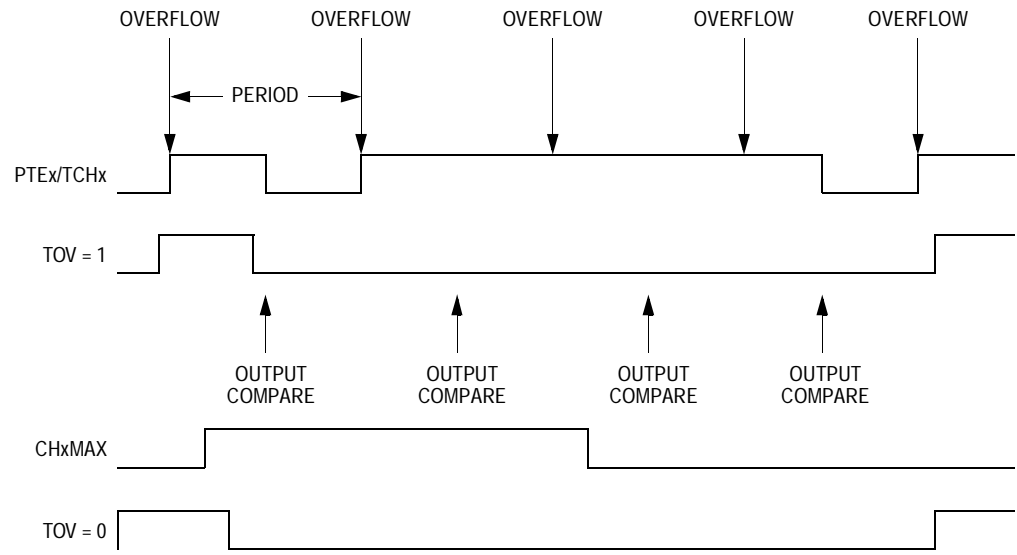 OVERFLOW OVERFLOW OVERFLOW OVERFLOW OVERFLOW
PERIOD
PTEx/TCHx
TOV = 1
OUTPUT OUTPUT OUTPUT OUTPUT
COMPARE COMPARE COMPARE COMPARE
CHxMAX
TOV = 0